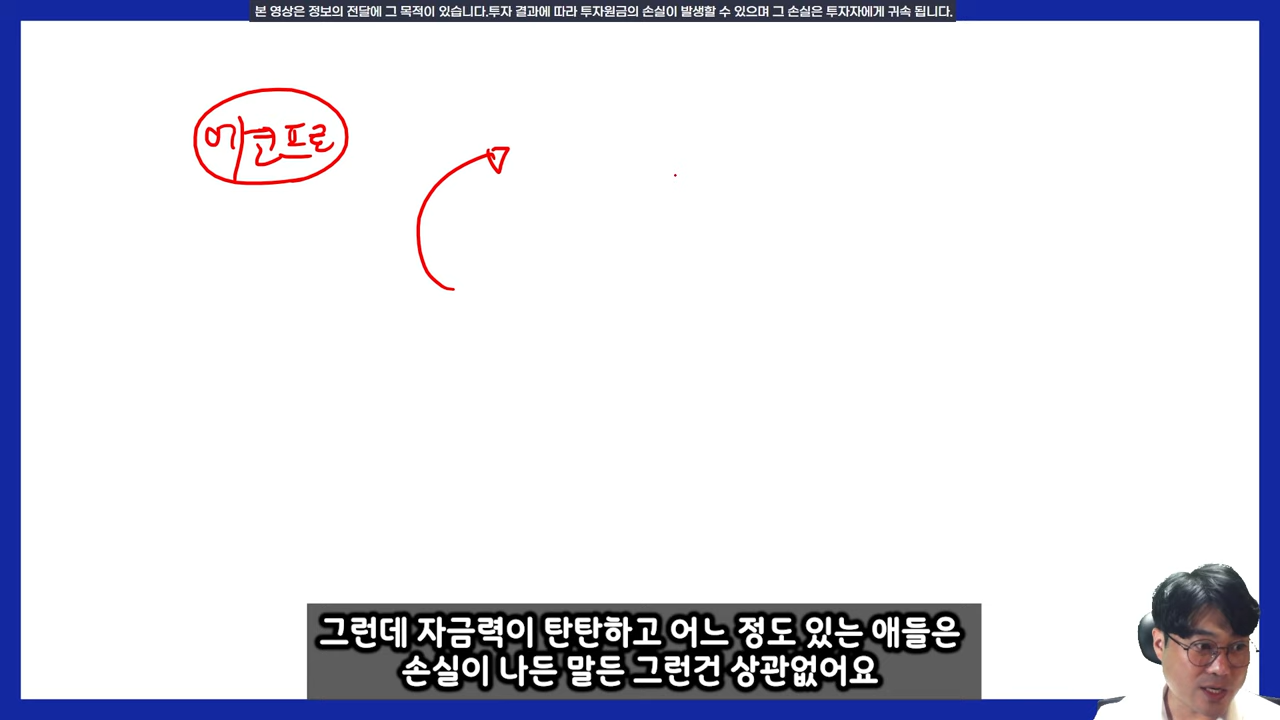 본 영상은 정보의 전달에 그 목적이 있습니다.투자 결과에 따라 투자원금의 손실이 발생할 수 있으며 그 손실은 투자자에게 귀속 됩니다.
에코프로
그런데 자금력이 탄탄하고 어느 정도 있는 애들은
손실이 나든 말든 그런건 상관없어요